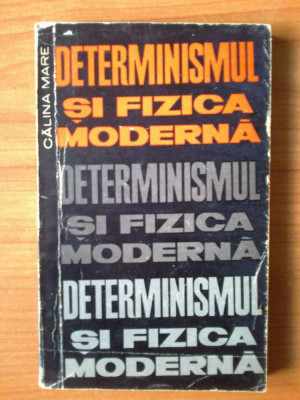 CĂLINA MARE
DETERMINISMUL
ȘI FIZICA
MODERNĂ
DETERMINISMUL
ȘI FIZICA
MODERNĂ
DETERMINISMUL
ȘI FIZICA
MODERNĂ